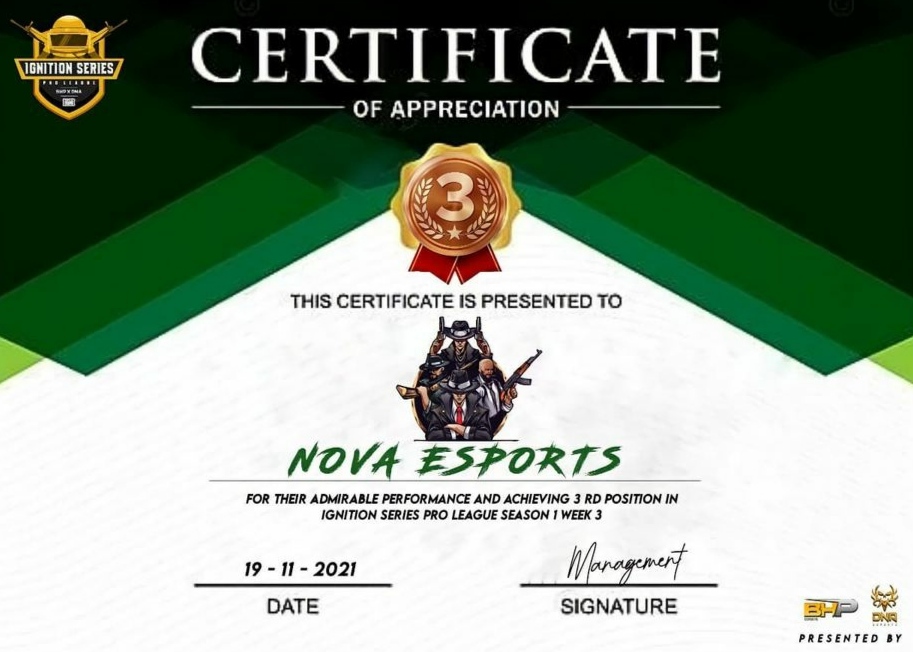 CERTIFICATE
OF APPRECIATION
IGNITION SERIES
PRO LEAGUE
BHP X DNA
3
THIS CERTIFICATE IS PRESENTED TO
NOVA ESPORTS
FOR THEIR ADMIRABLE PERFORMANCE AND ACHIEVING 3 RD POSITION IN
IGNITION SERIES PRO LEAGUE SEASON 1 WEEK 3
19 - 11 - 2021
Management
DATE
SIGNATURE
BHP
DNA
ESPORTS
PRESENTED BY